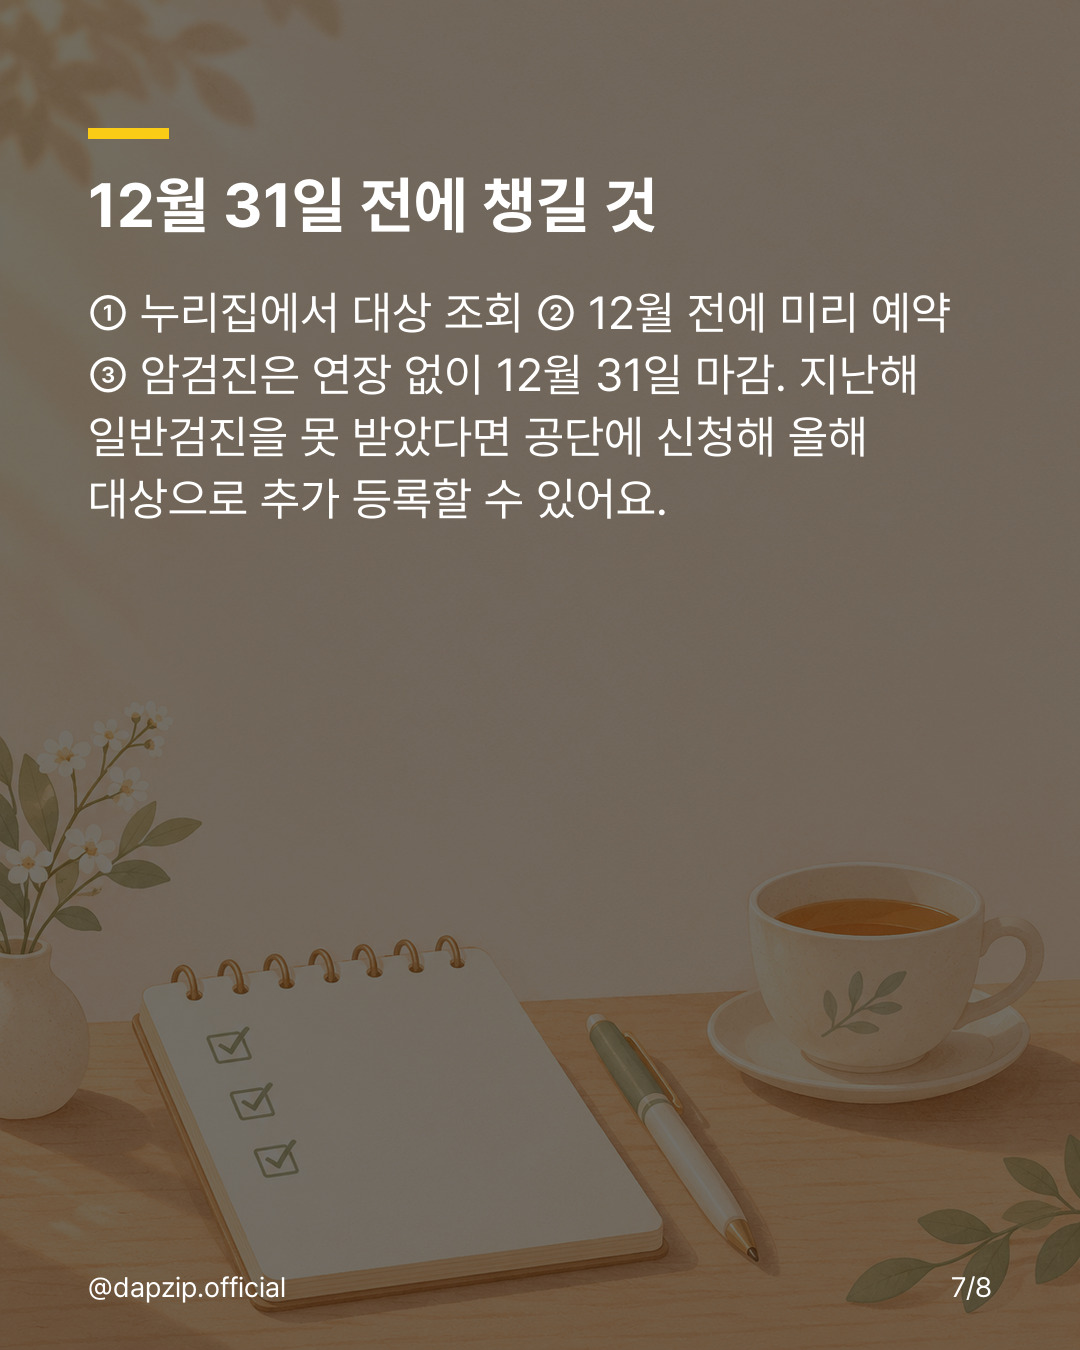 12월 31일 전에 챙길 것
① 누리집에서 대상 조회 ② 12월 전에 미리 예약
③ 암검진은 연장 없이 12월 31일 마감. 지난해
일반검진을 못 받았다면 공단에 신청해 올해
대상으로 추가 등록할 수 있어요.
@dapzip.official
7/8